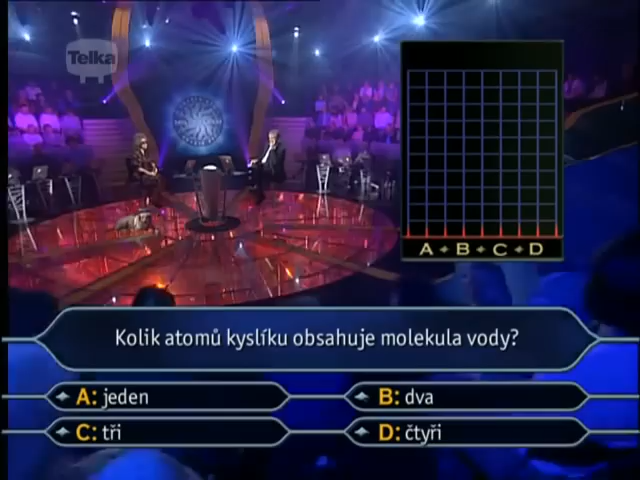 Telka
A B C D
Kolik atomů kyslíku obsahuje molekula vody?
A: jeden
B: dva
C: tři
D: čtyři